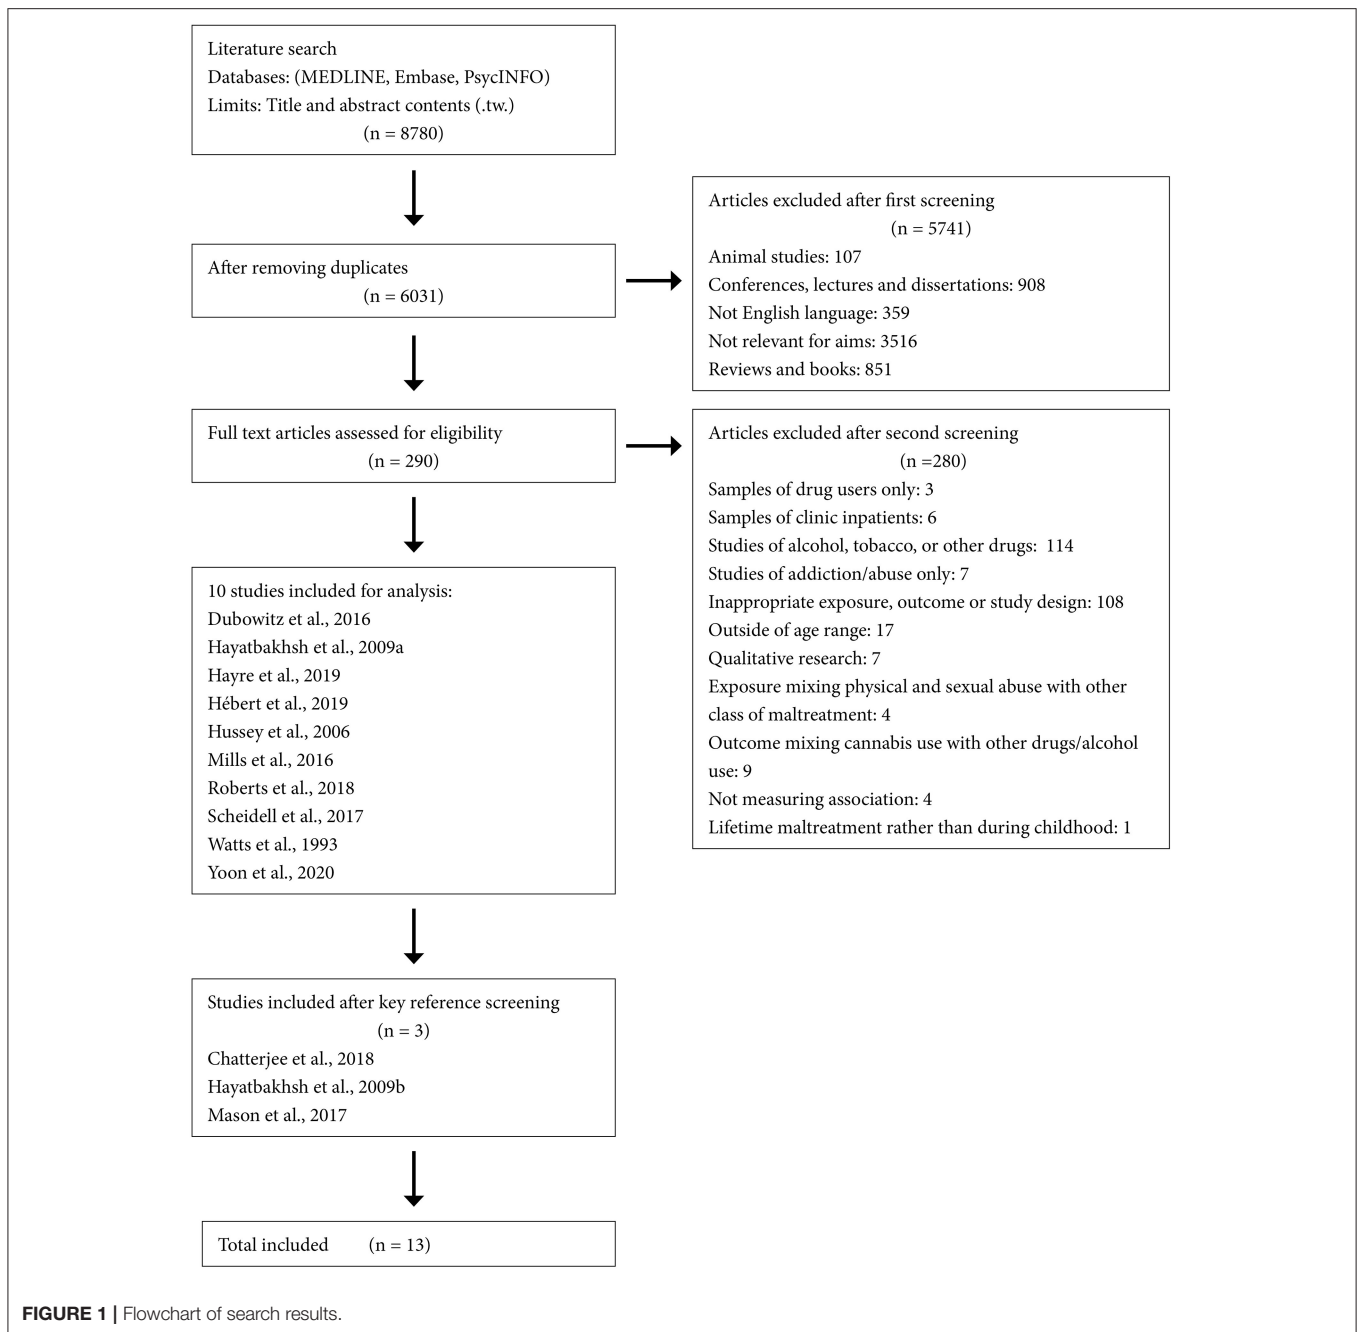 Literature search
Databases: (MEDLINE, Embase, PsycINFO)
Limits: Title and abstract contents (.tw.)
(n = 8780)
After removing duplicates
(n = 6031)
Articles excluded after first screening
(n = 5741)
Animal studies: 107
Conferences, lectures and dissertations: 908
Not English language: 359
Not relevant for aims: 3516
Reviews and books: 851
Full text articles assessed for eligibility
(n = 290)
Articles excluded after second screening
(n =280)
Samples of drug users only: 3
Samples of clinic inpatients: 6
Studies of alcohol, tobacco, or other drugs: 114
Studies of addiction/abuse only: 7
Inappropriate exposure, outcome or study design: 108
Outside of age range: 17
Qualitative research: 7
Exposure mixing physical and sexual abuse with other
class of maltreatment: 4
Outcome mixing cannabis use with other drugs/alcohol
use: 9
Not measuring association: 4
Lifetime maltreatment rather than during childhood: 1
10 studies included for analysis:
Dubowitz et al., 2016
Hayatbakhsh et al., 2009a
Hayre et al., 2019
Hébert et al., 2019
Hussey et al., 2006
Mills et al., 2016
Roberts et al., 2018
Scheidell et al., 2017
Watts et al., 1993
Yoon et al., 2020
Studies included after key reference screening
(n = 3)
Chatterjee et al., 2018
Hayatbakhsh et al., 2009b
Mason et al., 2017
Total included (n = 13)
FIGURE 1 | Flowchart of search results.